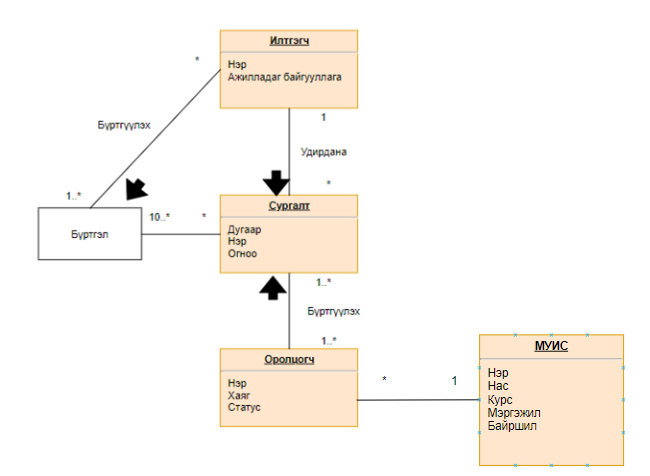 Илтгэгч
Нэр
Ажилладаг байгууллага
*
1
Бүртгүүлэх
Удирдана
1..*
*
Бүртгэл
10..*
*
Сургалт
Дугаар
Нэр
Огноо
1..*
Бүртгүүлэх
1..*
Оролцогч
Нэр
Хаяг
Статус
*
1
МУИС
Нэр
Нас
Курс
Мэргэжил
Байршил